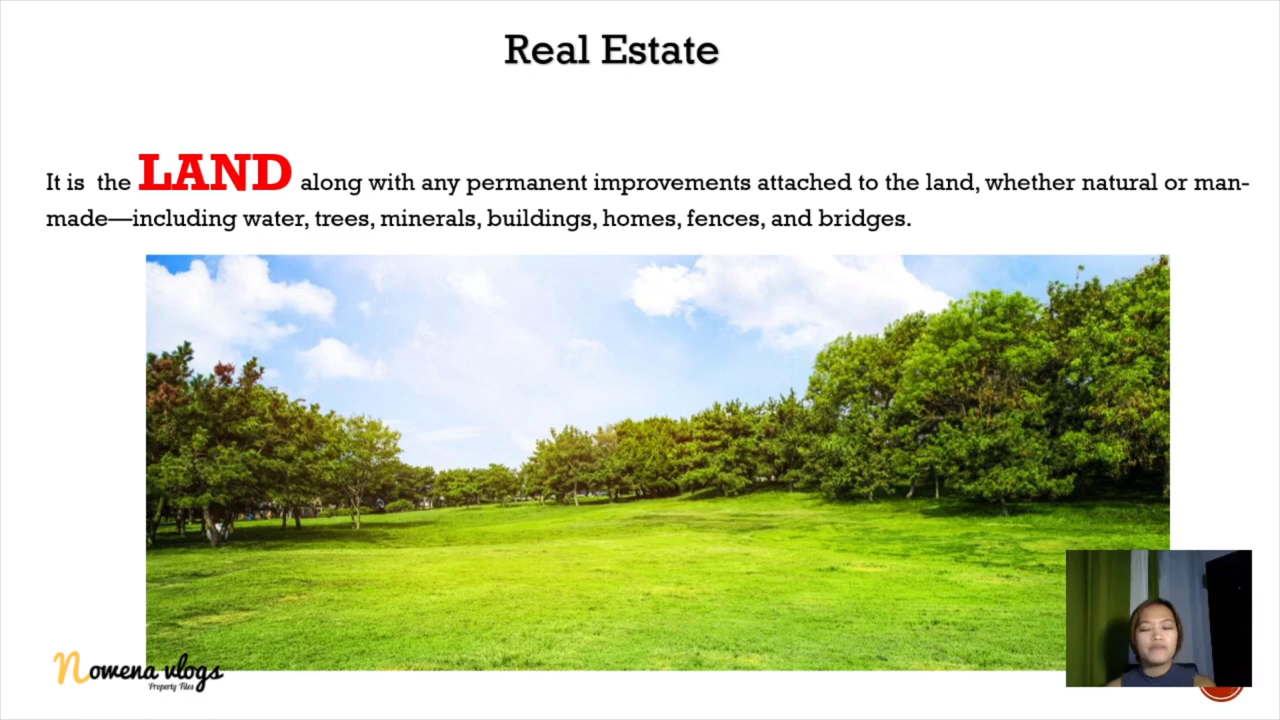 Real Estate
It is the LAND along with any permanent improvements attached to the land, whether natural or man-
made—including water, trees, minerals, buildings, homes, fences, and bridges.
nowena vlogs
Property Files